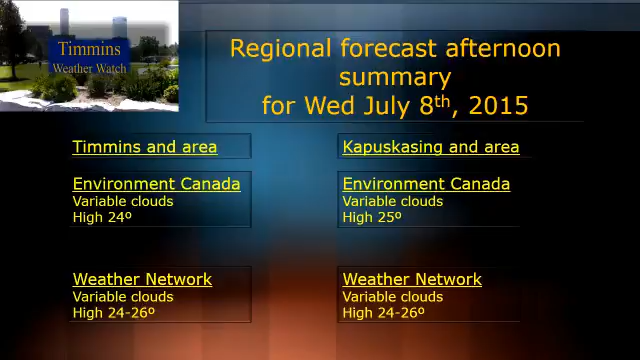 Timmins
Weather Watch
Regional forecast afternoon
summary
for Wed July 8th, 2015
Timmins and area
Environment Canada
Variable clouds
High 24º
Weather Network
Variable clouds
High 24-26º
Kapuskasing and area
Environment Canada
Variable clouds
High 25º
Weather Network
Variable clouds
High 24-26º